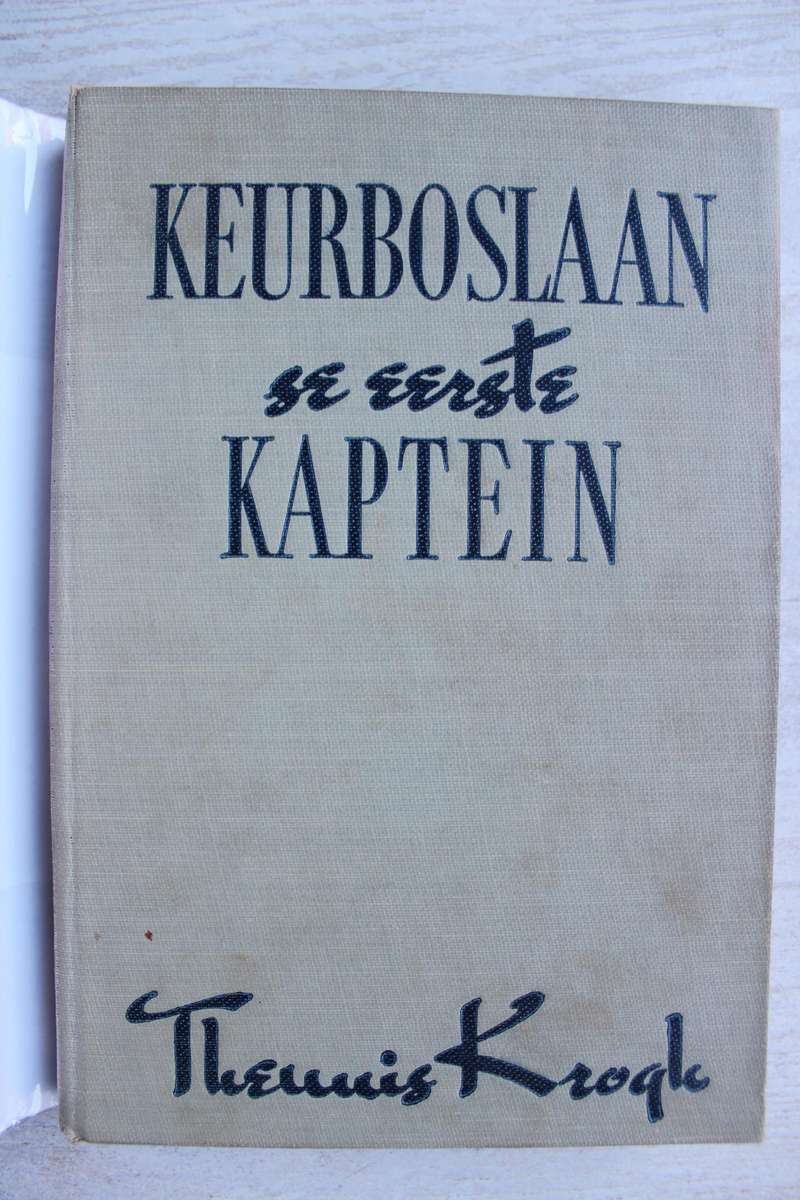 KEURBOSLAAN
se eerste
KAPTEIN
Theunis Krogh